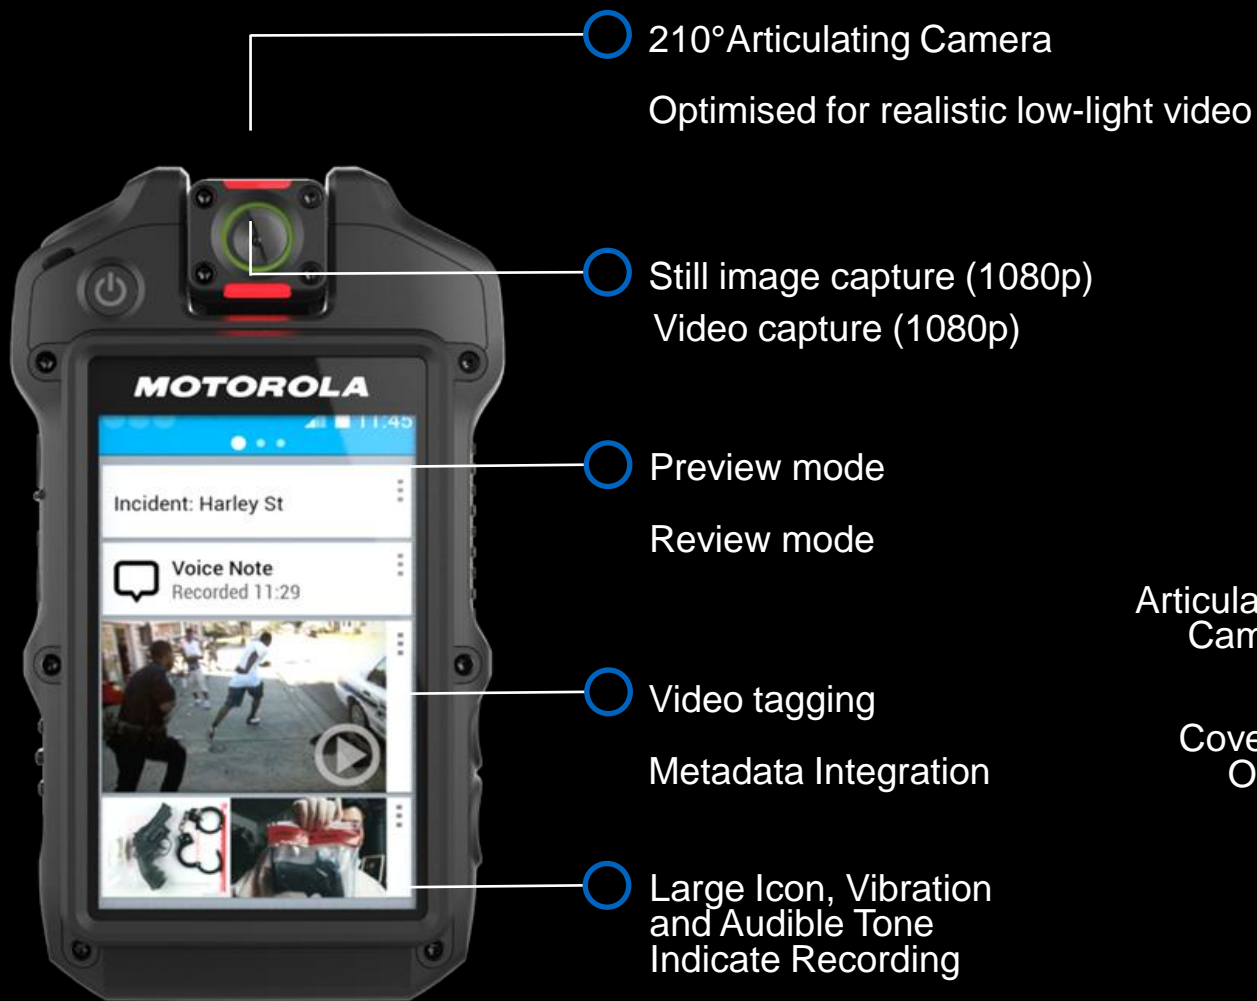 210°Articulating Camera
Optimised for realistic low-light video
Still image capture (1080p)
Video capture (1080p)
MOTOROLA
11:45
Preview mode
Incident: Harley St
Review mode
Voice Note
Recorded 11:29
Video tagging
Metadata Integration
Large Icon, Vibration
and Audible Tone
Indicate Recording